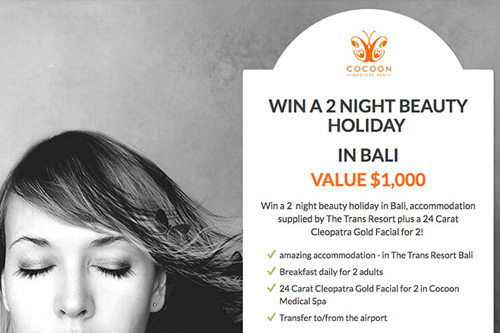 COCOON
MEDICAL SPA
WIN A 2 NIGHT BEAUTY
HOLIDAY
IN BALI
VALUE $1,000
Win a 2 night beauty holiday in Bali, accommodation
supplied by The Trans Resort plus a 24 Carat
Cleopatra Gold Facial for 2!
amazing accommodation - in The Trans Resort Bali
Breakfast daily for 2 adults
24 Carat Cleopatra Gold Facial for 2 in Cocoon
Medical Spa
Transfer to/from the airport